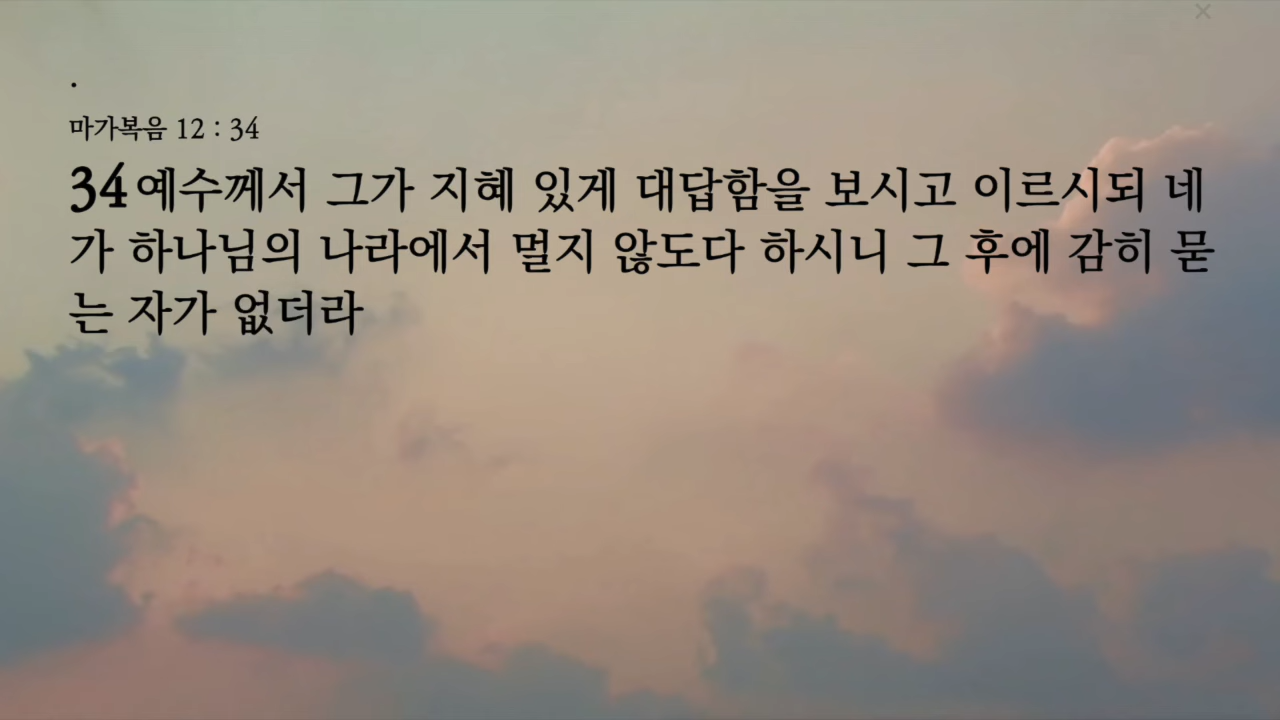 .
마가복음 12 : 34
34 예수께서 그가 지혜 있게 대답함을 보시고 이르시되 네
가 하나님의 나라에서 멀지 않도다 하시니 그 후에 감히 묻
는 자가 없더라